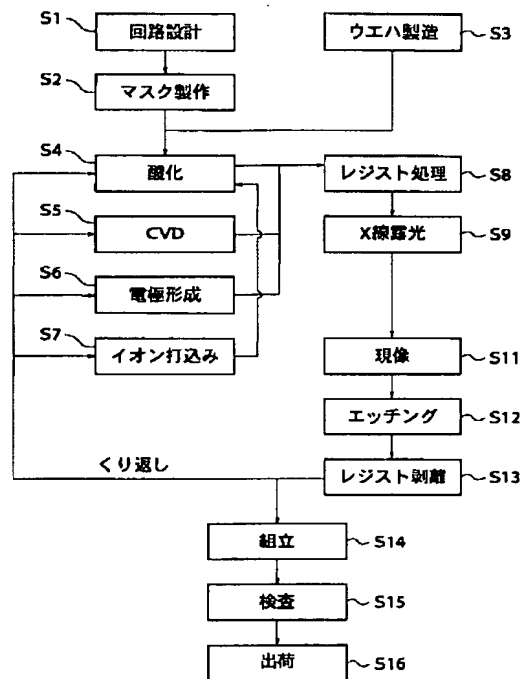 S1 回路設計
ウエハ製造 S3
S2 マスク製作
S4 酸化
レジスト処理 S8
S5 CVD
X線露光 S9
S6 電極形成
S7 イオン打込み
現像 S11
エッチング S12
くり返し
レジスト剥離 S13
組立 S14
検査 S15
出荷 S16